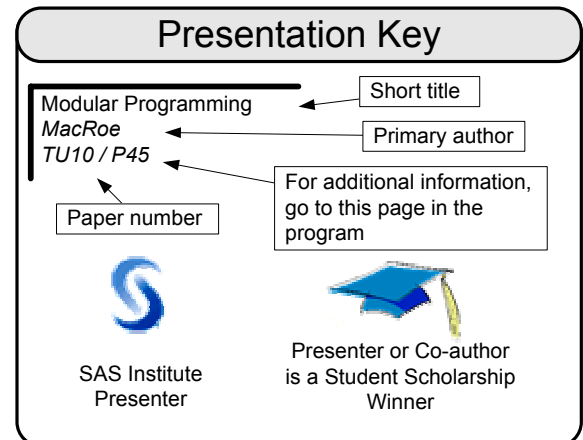 Presentation Key
Modular Programming
MacRoe
TU10 / P45
Short title
Primary author
For additional information,
go to this page in the
program
Paper number
SAS Institute
Presenter
Presenter or Co-author
is a Student Scholarship
Winner